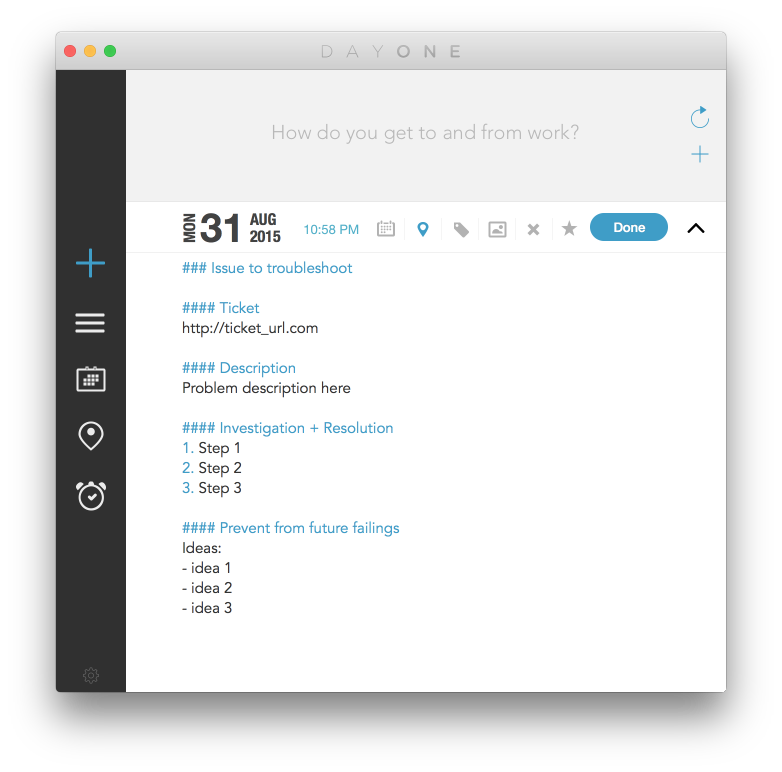 DAYONE
How do you get to and from work?
MON 31 AUG 2015 10:58 PM Done
### Issue to troubleshoot
#### Ticket
http://ticket_url.com
#### Description
Problem description here
#### Investigation + Resolution
1. Step 1
2. Step 2
3. Step 3
#### Prevent from future failings
Ideas:
- idea 1
- idea 2
- idea 3